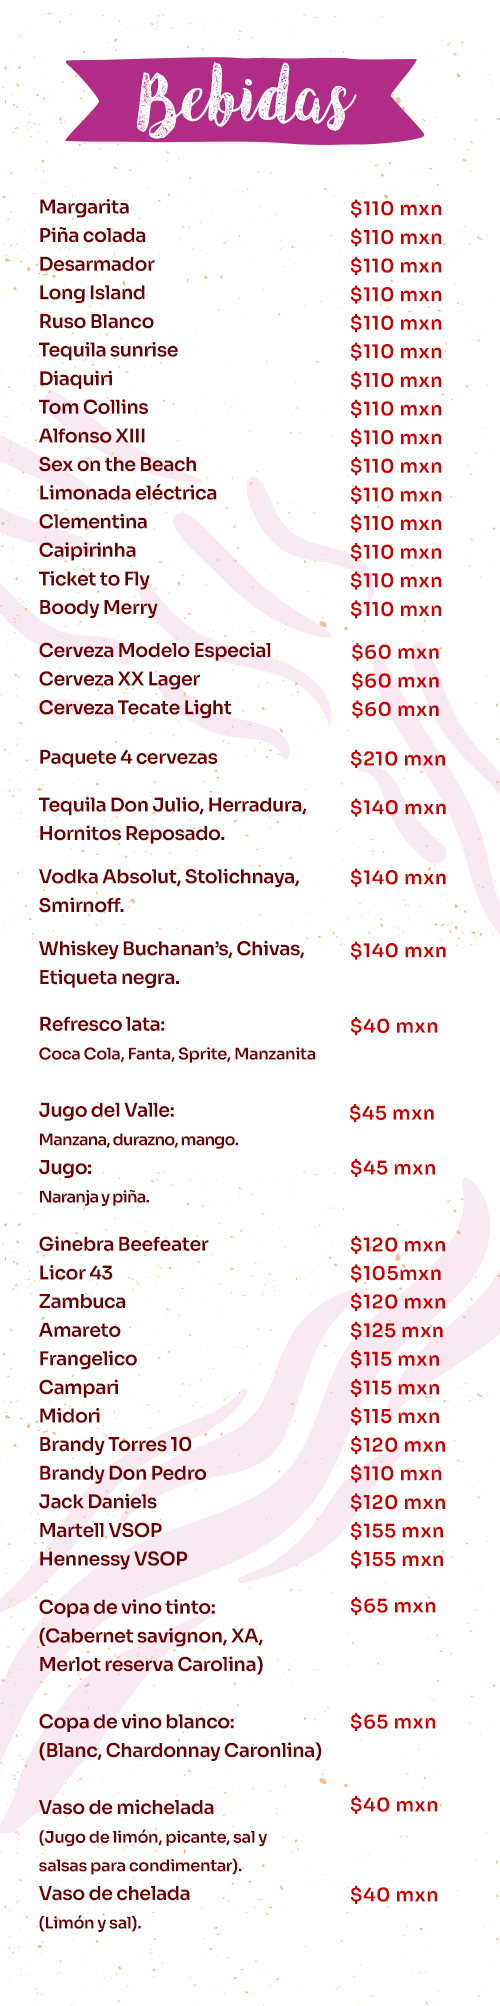 Bebidas
Margarita $110 mxn
Piña colada $110 mxn
Desarmador $110 mxn
Long Island $110 mxn
Ruso Blanco $110 mxn
Tequila sunrise $110 mxn
Diaquiri $110 mxn
Tom Collins $110 mxn
Alfonso XIII $110 mxn
Sex on the Beach $110 mxn
Limonada eléctrica $110 mxn
Clementina $110 mxn
Caipirinha $110 mxn
Ticket to Fly $110 mxn
Boody Merry $110 mxn
Cerveza Modelo Especial $60 mxn
Cerveza XX Lager $60 mxn
Cerveza Tecate Light $60 mxn
Paquete 4 cervezas $210 mxn
Tequila Don Julio, Herradura, $140 mxn
Hornitos Reposado.
Vodka Absolut, Stolichnaya, $140 mxn
Smirnoff.
Whiskey Buchanan's, Chivas, $140 mxn
Etiqueta negra.
Refresco lata: $40 mxn
Coca Cola, Fanta, Sprite, Manzanita
Jugo del Valle: $45 mxn
Manzana, durazno, mango.
Jugo: $45 mxn
Naranja y piña.
Ginebra Beefeater $120 mxn
Licor 43 $105mxn
Zambuca $120 mxn
Amareto $125 mxn
Frangelico $115 mxn
Campari $115 mxn
Midori $115 mxn
Brandy Torres 10 $120 mxn
Brandy Don Pedro $110 mxn
Jack Daniels $120 mxn
Martell VSOP $155 mxn
Hennessy VSOP $155 mxn
Copa de vino tinto: $65 mxn
(Cabernet savignon, XA,
Merlot reserva Carolina)
Copa de vino blanco: $65 mxn
(Blanc, Chardonnay Caronlina)
Vaso de michelada $40 mxn
(Jugo de limón, picante, sal y
salsas para condimentar).
Vaso de chelada $40 mxn
(Limón y sal).